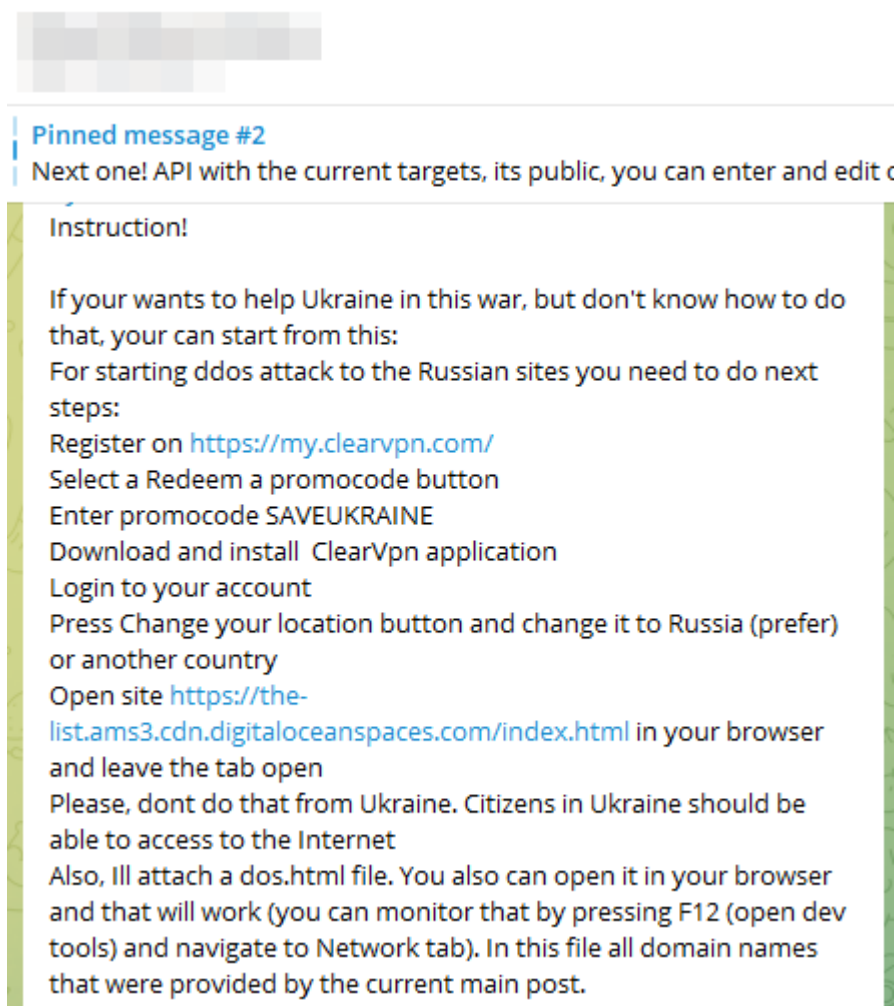 Pinned message #2
Next one! API with the current targets, its public, you can enter and edit
Instruction!
If your wants to help Ukraine in this war, but don't know how to do
that, your can start from this:
For starting ddos attack to the Russian sites you need to do next
steps:
Register on https://my.clearvpn.com/
Select a Redeem a promocode button
Enter promocode SAVEUKRAINE
Download and install ClearVpn application
Login to your account
Press Change your location button and change it to Russia (prefer)
or another country
Open site https://the-
list.ams3.cdn.digitaloceanspaces.com/index.html in your browser
and leave the tab open
Please, dont do that from Ukraine. Citizens in Ukraine should be
able to access to the Internet
Also, Ill attach a dos.html file. You also can open it in your browser
and that will work (you can monitor that by pressing F12 (open dev
tools) and navigate to Network tab). In this file all domain names
that were provided by the current main post.